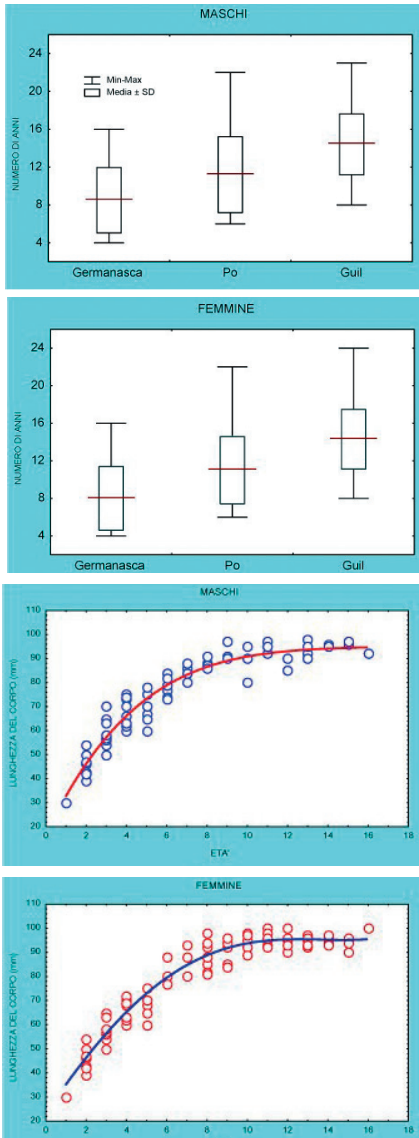 MASCHI
24
20
16
12
8
4
NUMERO DI ANNI
Min-Max
Media ± SD
Germanasca Po Guil
FEMMINE
24
20
16
12
8
4
NUMERO DI ANNI
Germanasca Po Guil
MASCHI
110
100
90
80
70
60
50
40
30
20
LUNGHEZZA DEL CORPO (mm)
0 2 4 6 8 10 12 14 16 18
ETA'
FEMMINE
110
100
90
80
70
60
50
40
30
20
LUNGHEZZA DEL CORPO (mm)
0 2 4 6 8 10 12 14 16 18